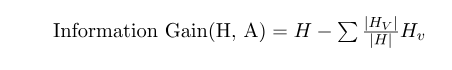 Information Gain(H, A) = H − ∑ |H_V|/|H| H_v